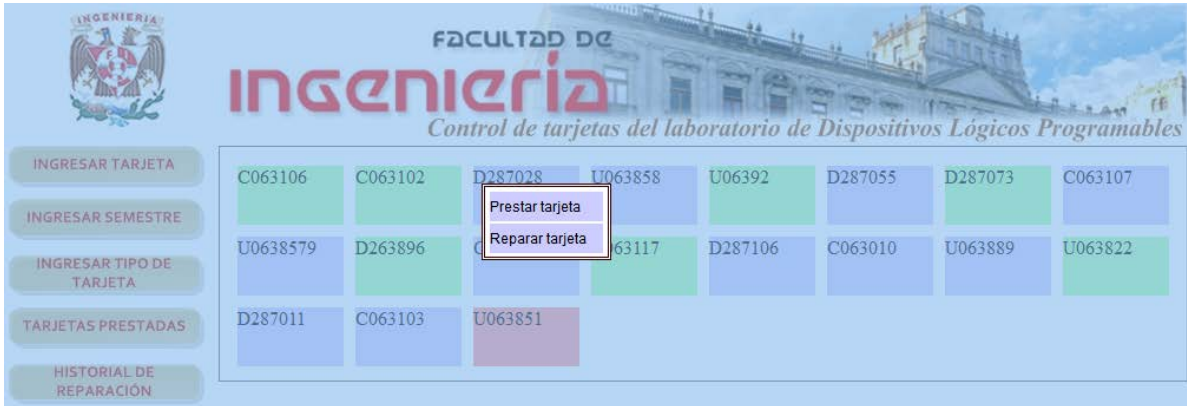 INGENIERIA
FACULTAD DE
INGENIERÍA
Control de tarjetas del laboratorio de Dispositivos Lógicos Programables
INGRESAR TARJETA
INGRESAR SEMESTRE
INGRESAR TIPO DE
TARJETA
TARJETAS PRESTADAS
HISTORIAL DE
REPARACIÓN
C063106 C063102 D287028 U063858 U06392 D287055 D287073 C063107
Prestar tarjeta
Reparar tarjeta
U0638579 D263896 D287106 C063010 U063889 U063822
D287011 C063103 U063851